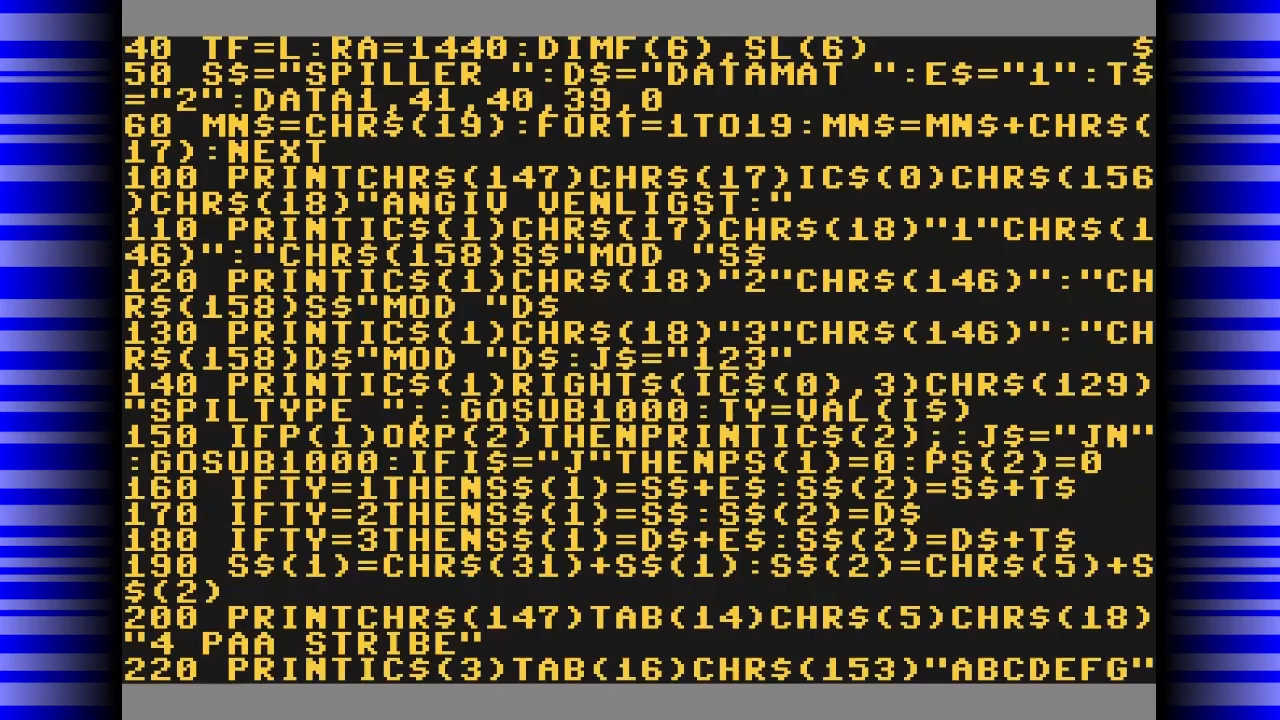 40 TF=L:RA=1440:DIMF(6),SL(6) $
50 S$="SPILLER ":D$="DATAMAT ":E$="1":T$
="2":DATA1,41,40,39,0
60 MN$=CHR$(19):FORT=1TO19:MN$=MN$+CHR$(
17):NEXT
100 PRINTCHR$(147)CHR$(17)IC$(0)CHR$(156
)CHR$(18)"ANGIV VENLIGST:"
110 PRINTIC$(1)CHR$(17)CHR$(18)"1"CHR$(1
46)":"CHR$(158)S$"MOD "S$
120 PRINTIC$(1)CHR$(18)"2"CHR$(146)":"CH
R$(158)S$"MOD "D$
130 PRINTIC$(1)CHR$(18)"3"CHR$(146)":"CH
R$(158)D$"MOD "D$:J$="123"
140 PRINTIC$(1)RIGHT$(IC$(0),3)CHR$(129)
"SPILTYPE ";:GOSUB1000:TY=VAL(I$)
150 IFP(1)ORP(2)THENPRINTIC$(2);:J$="JN"
:GOSUB1000:IFI$="J"THENPS(1)=0:PS(2)=0
160 IFTY=1THENS$(1)=S$+E$:S$(2)=S$+T$
170 IFTY=2THENS$(1)=S$:S$(2)=D$
180 IFTY=3THENS$(1)=D$+E$:S$(2)=D$+T$
190 S$(1)=CHR$(31)+S$(1):S$(2)=CHR$(5)+S
$(2)
200 PRINTCHR$(147)TAB(14)CHR$(5)CHR$(18)
"4 PAA STRIBE"
220 PRINTIC$(3)TAB(16)CHR$(153)"ABCDEFG"